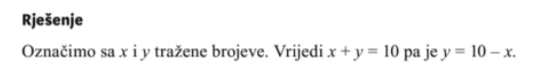 Rješenje
Označimo sa x i y tražene brojeve. Vrijedi x + y = 10 pa je y = 10 – x.